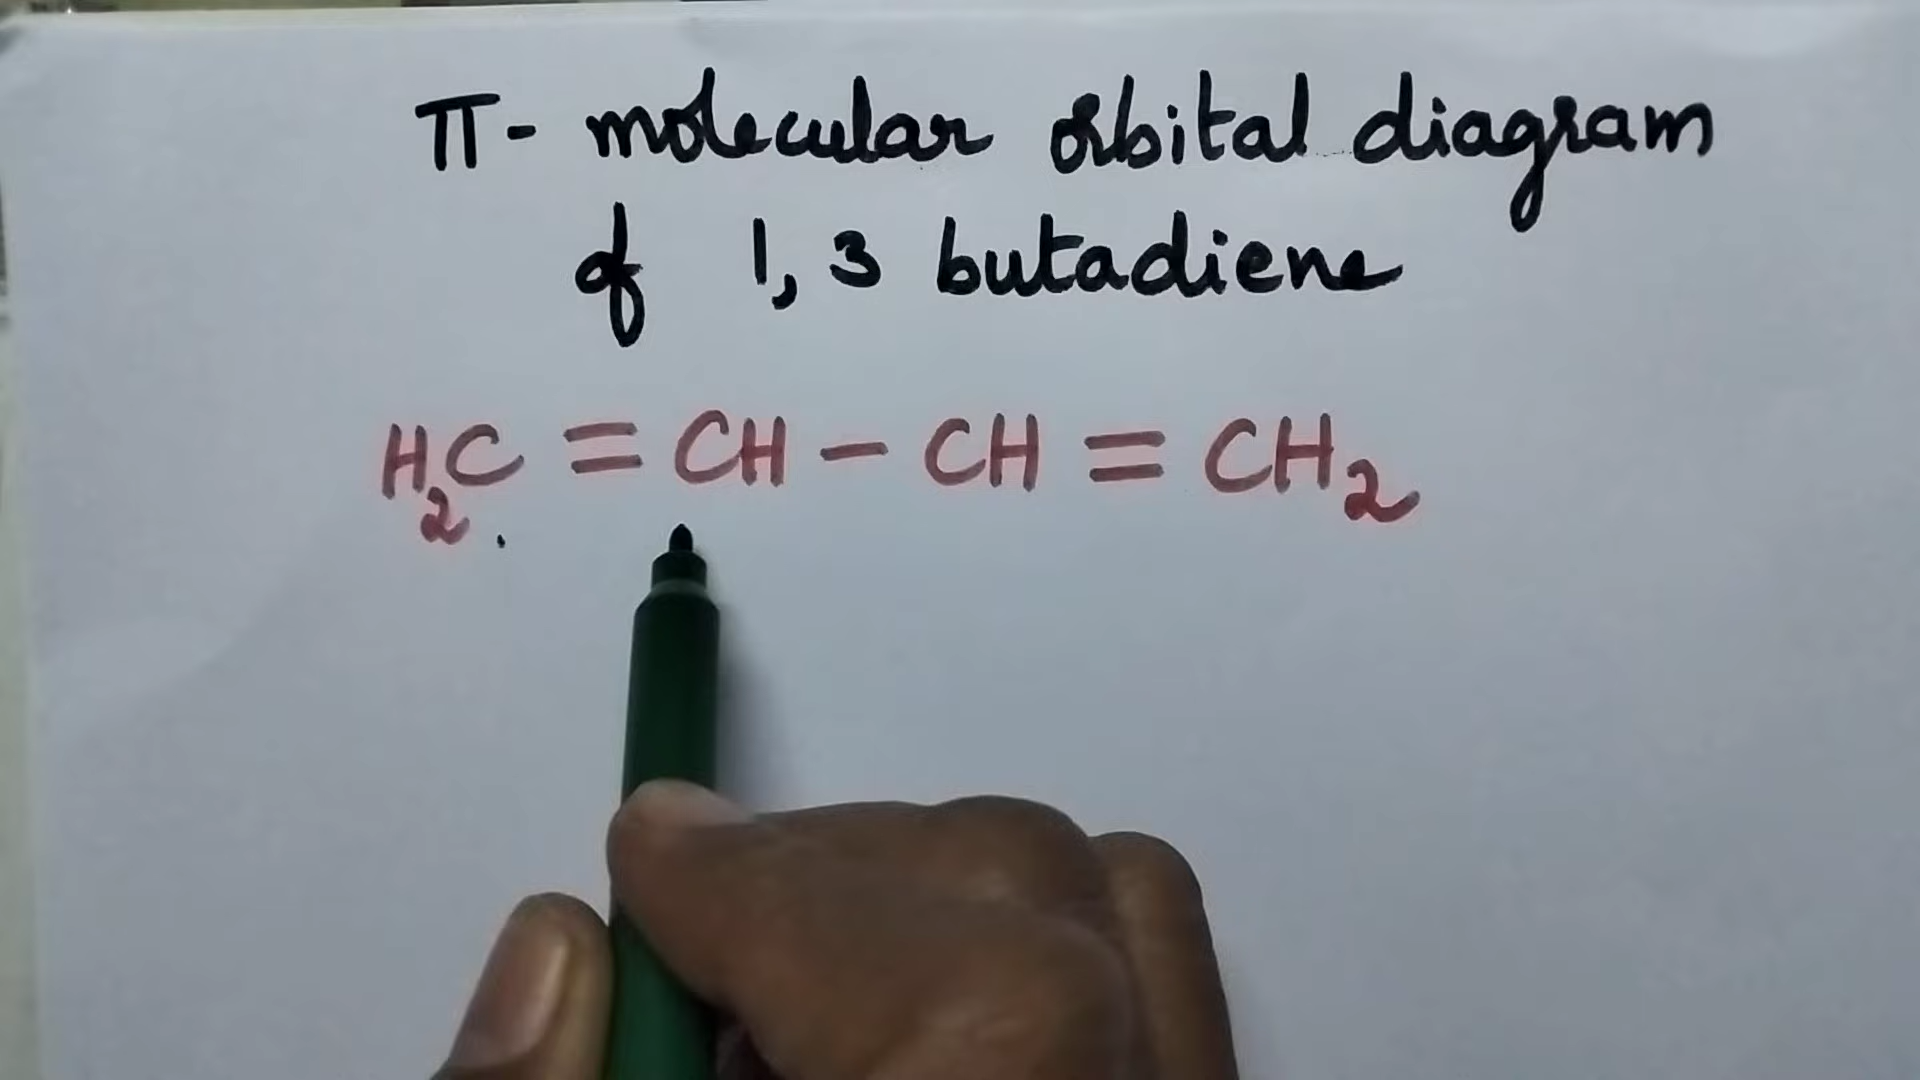 π- molecular orbital diagram
of 1,3 butadiene
H₂C = CH – CH = CH₂